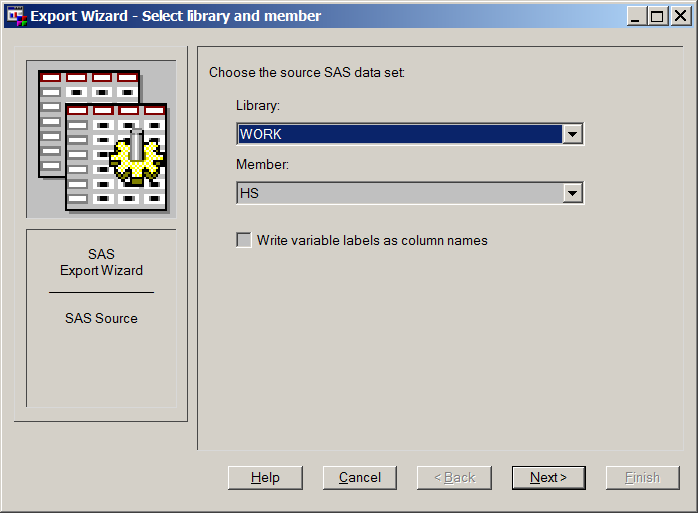 Export Wizard - Select library and member
Choose the source SAS data set:
Library:
WORK
Member:
HS
Write variable labels as column names
SAS
Export Wizard
SAS Source
Help
Cancel
< Back
Next >
Finish